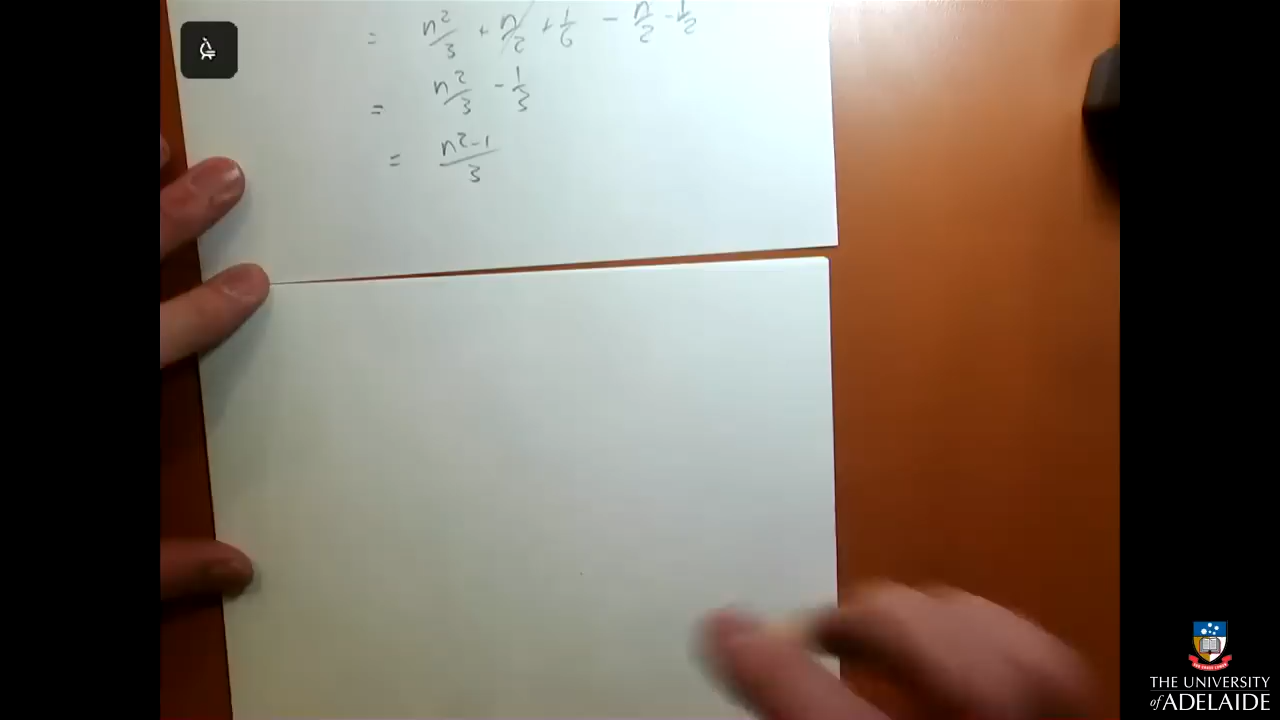 = n²/3 + n/2 + 1/6 - n/2 - 1/2
= n²/3 - 1/3
= n²-1/3
THE UNIVERSITY
of ADELAIDE